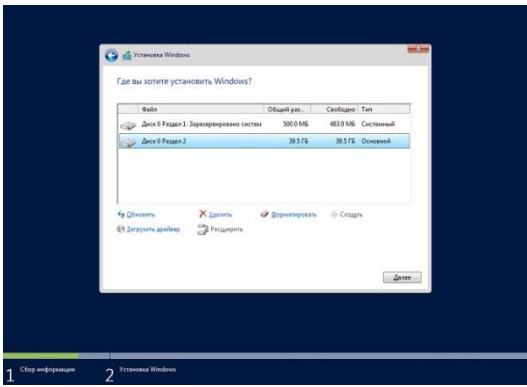 Установка Windows
Где вы хотите установить Windows?
Файл Общий раз... Свободно Тип
Диск 0 Раздел 1: Зарезервировано систем 500.0 МБ 483.0 МБ Системный
Диск 0 Раздел 2 39.5 ГБ 39.5 ГБ Основной
Обновить Удалить Форматировать Создать
Загрузить драйвер Расширить
Далее
1 Сбор информации 2 Установка Windows